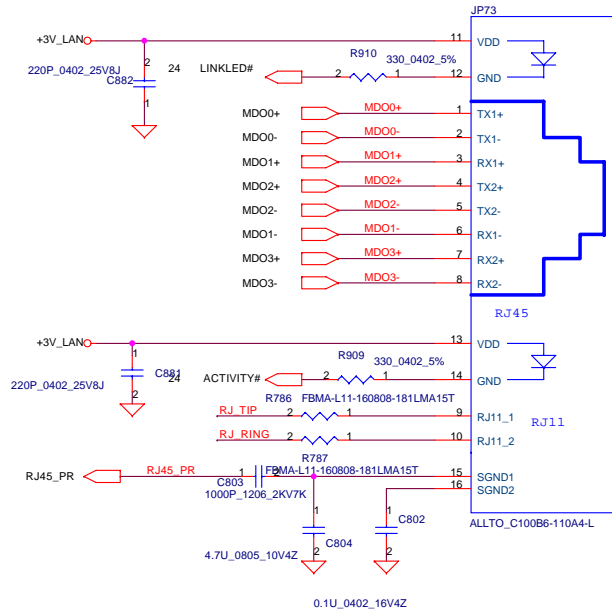 JP73
+3V_LAN 11 VDD
R910 330_0402_5%
220P_0402_25V8J 2 C882 1
24 LINKLED# 2 1 12 GND
MDO0+ MDO0+ 1 TX1+
MDO0- MDO0- 2 TX1-
MDO1+ MDO1+ 3 RX1+
MDO2+ MDO2+ 4 TX2+
MDO2- MDO2- 5 TX2-
MDO1- MDO1- 6 RX1-
MDO3+ MDO3+ 7 RX2+
MDO3- MDO3- 8 RX2-
RJ45
+3V_LAN 13 VDD
1 C881 2
R909 330_0402_5%
220P_0402_25V8J 24 ACTIVITY# 2 1 14 GND
R786 FBMA-L11-160808-181LMA15T
RJ_TIP 2 1 9 RJ11_1
RJ11
RJ_RING 2 1 10 RJ11_2
R787
FBMA-L11-160808-181LMA15T
RJ45_PR RJ45_PR 1 2 15 SGND1
C803
1000P_1206_2KV7K
16 SGND2
1 C804 2
1 C802 2
ALLTO_C100B6-110A4-L
4.7U_0805_10V4Z
0.1U_0402_16V4Z